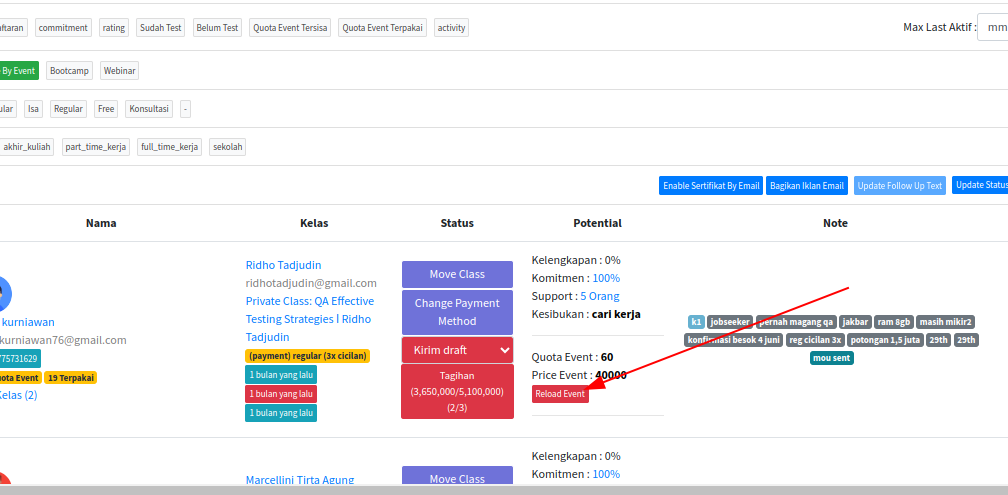 ftaran commitment rating Sudah Test Belum Test Quota Event Tersisa Quota Event Terpakai activity Max Last Aktif : mm
By Event Bootcamp Webinar
ular Isa Regular Free Konsultasi -
akhir_kuliah part_time_kerja full_time_kerja sekolah
Enable Sertifikat By Email Bagikan Iklan Email Update Follow Up Text Update Status
Nama Kelas Status Potential Note
kurniawan
kurniawan76@gmail.com
75731629
uota Event 19 Terpakai
Kelas (2)
Ridho Tadjudin
ridhotadjudin@gmail.com
Private Class: QA Effective
Testing Strategies | Ridho
Tadjudin
(payment) regular (3x cicilan)
1 bulan yang lalu
1 bulan yang lalu
1 bulan yang lalu
Move Class
Change Payment
Method
Kirim draft
Tagihan
(3,650,000/5,100,000)
(2/3)
Kelengkapan : 0%
Komitmen : 100%
Support : 5 Orang
Kesibukan : cari kerja
Quota Event : 60
Price Event : 40000
Reload Event
k1 jobseeker pernah magang qa jakbar ram 8gb masih mikir2
konfirmasi besok 4 juni reg cicilan 3x potongan 1,5 juta 29th 29th
mou sent
Marcellini Tirta Agung
Move Class
Kelengkapan : 0%
Komitmen : 100%